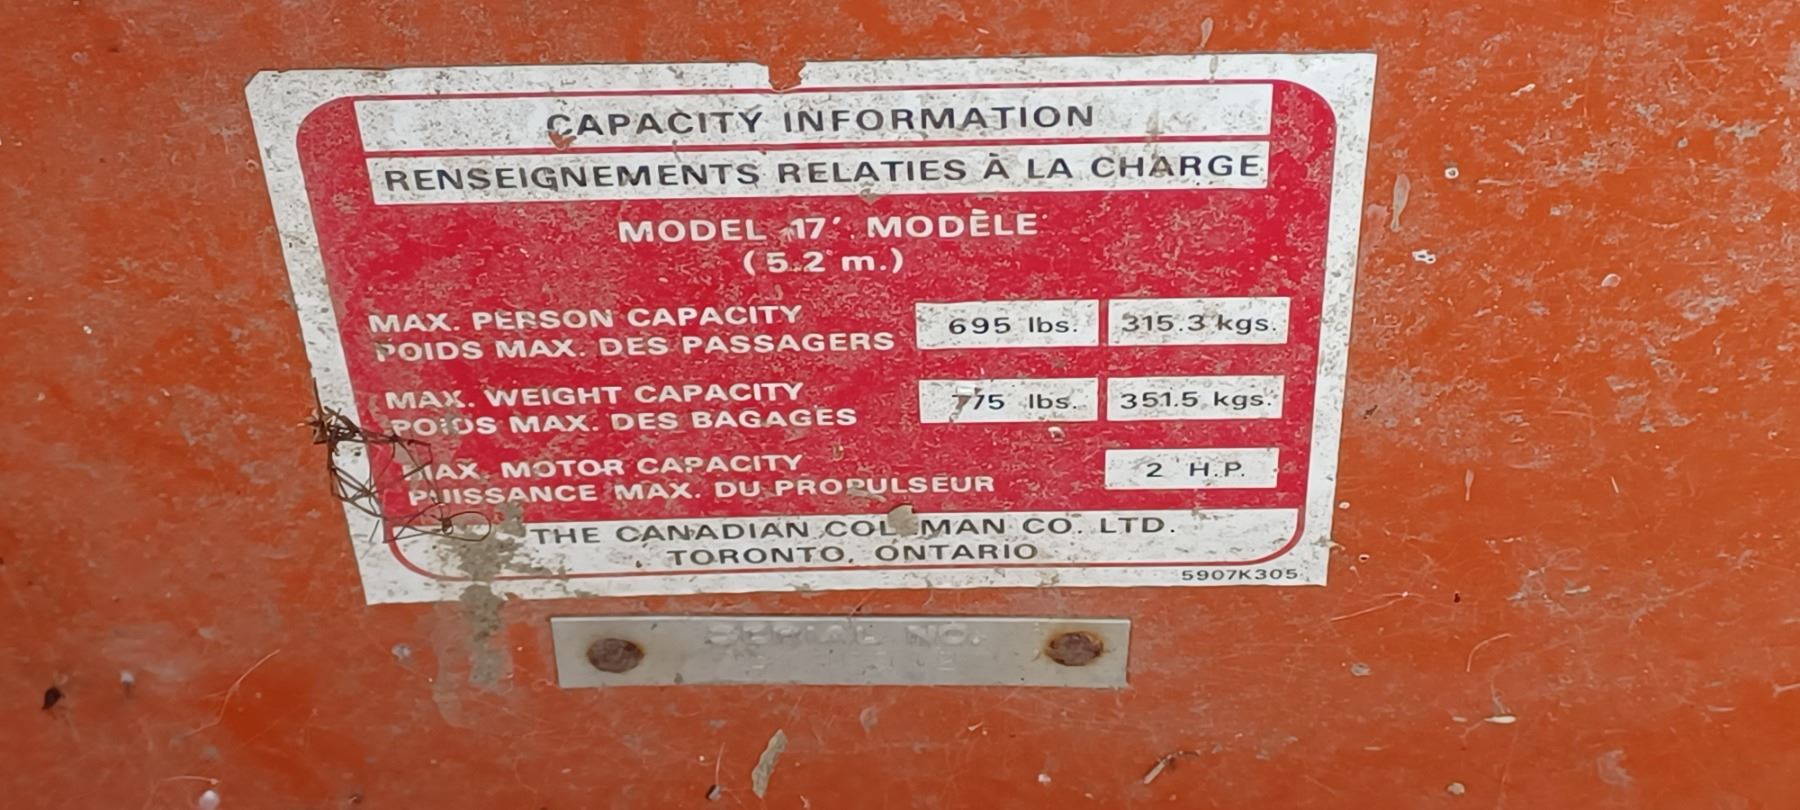 CAPACITY INFORMATION
RENSEIGNEMENTS RELATIES À LA CHARGE
MODEL 17' MODÈLE
(5.2 m.)
MAX. PERSON CAPACITY 695 lbs. 315.3 kgs.
POIDS MAX. DES PASSAGERS
MAX. WEIGHT CAPACITY 775 lbs. 351.5 kgs.
POIDS MAX. DES BAGAGES
MAX. MOTOR CAPACITY 2 H.P.
PUISSANCE MAX. DU PROPULSEUR
THE CANADIAN COLEMAN CO. LTD.
TORONTO, ONTARIO
5907K305
SERIAL NO.